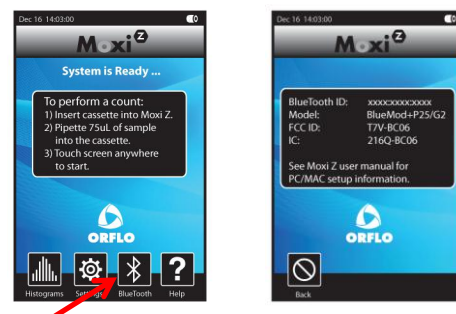 Dec 16 14:03:00
Moxi Z
System is Ready ...
To perform a count:
1) Insert cassette into Moxi Z.
2) Pipette 75uL of sample
into the cassette.
3) Touch screen anywhere
to start.
ORFLO
Histograms Settings BlueTooth Help
Dec 16 14:03:00
Moxi Z
BlueTooth ID: xxxx:xxxx:xxxx
Model: BlueMod+P25/G2
FCC ID: T7V-BC06
IC: 216Q-BC06
See Moxi Z user manual for
PC/MAC setup information.
ORFLO
Back